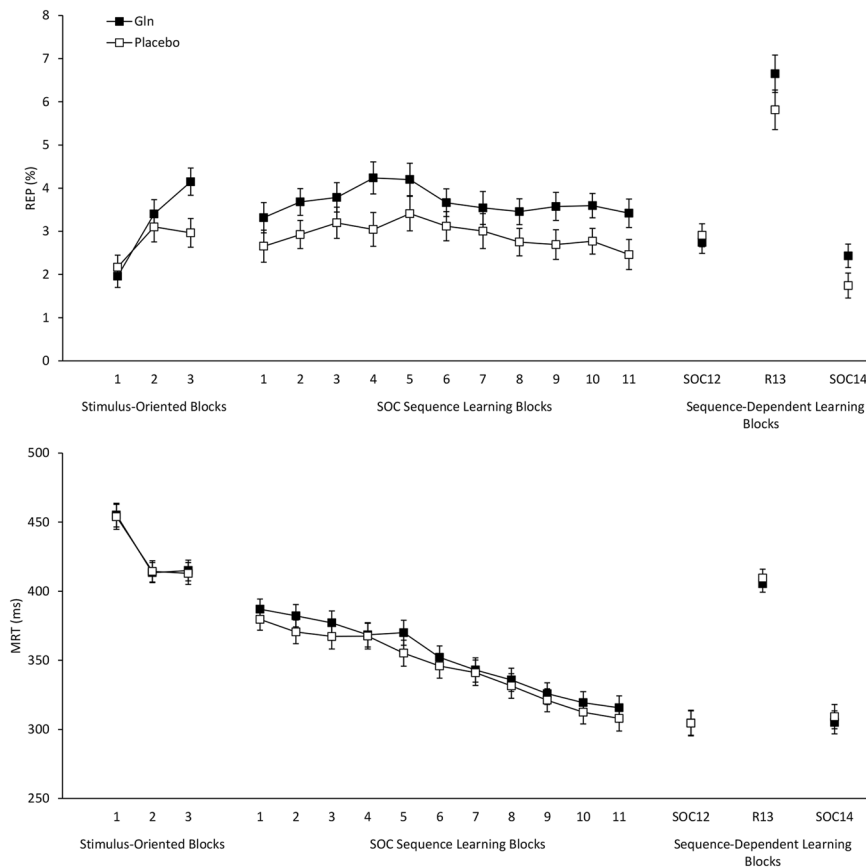 8
Gln
Placebo
7
6
5
4
3
2
1
0
REP (%)
1 2 3 1 2 3 4 5 6 7 8 9 10 11 SOC12 R13 SOC14
Stimulus-Oriented Blocks SOC Sequence Learning Blocks Sequence-Dependent Learning
Blocks
500
450
400
350
300
250
MRT (ms)
1 2 3 1 2 3 4 5 6 7 8 9 10 11 SOC12 R13 SOC14
Stimulus-Oriented Blocks SOC Sequence Learning Blocks Sequence-Dependent Learning
Blocks